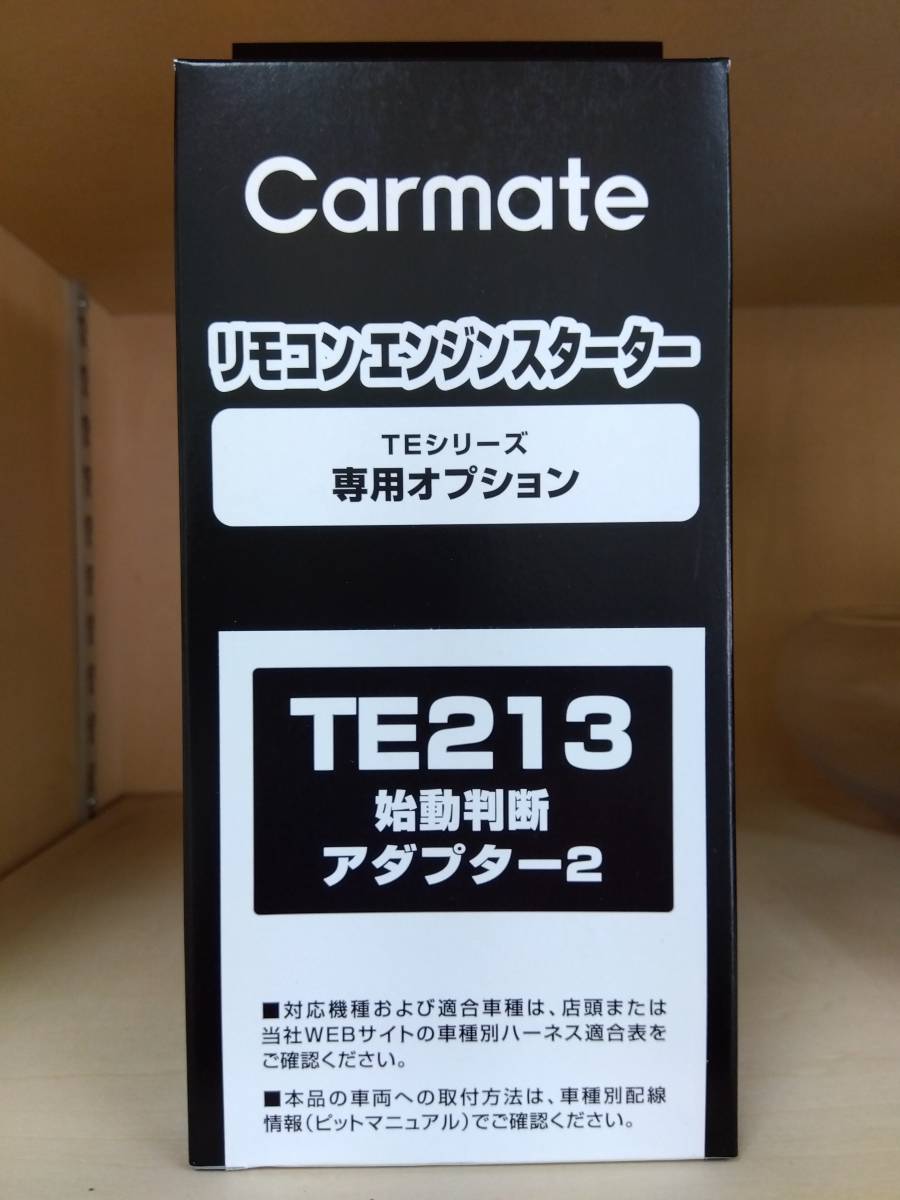 Carmate
リモコン エンジンスターター
TEシリーズ
専用オプション
TE213
始動判断
アダプター2
■対応機種および適合車種は、店頭または
当社WEBサイトの車種別ハーネス適合表を
ご確認ください。
■本品の車両への取付方法は、車種別配線
情報(ピットマニュアル)でご確認ください。